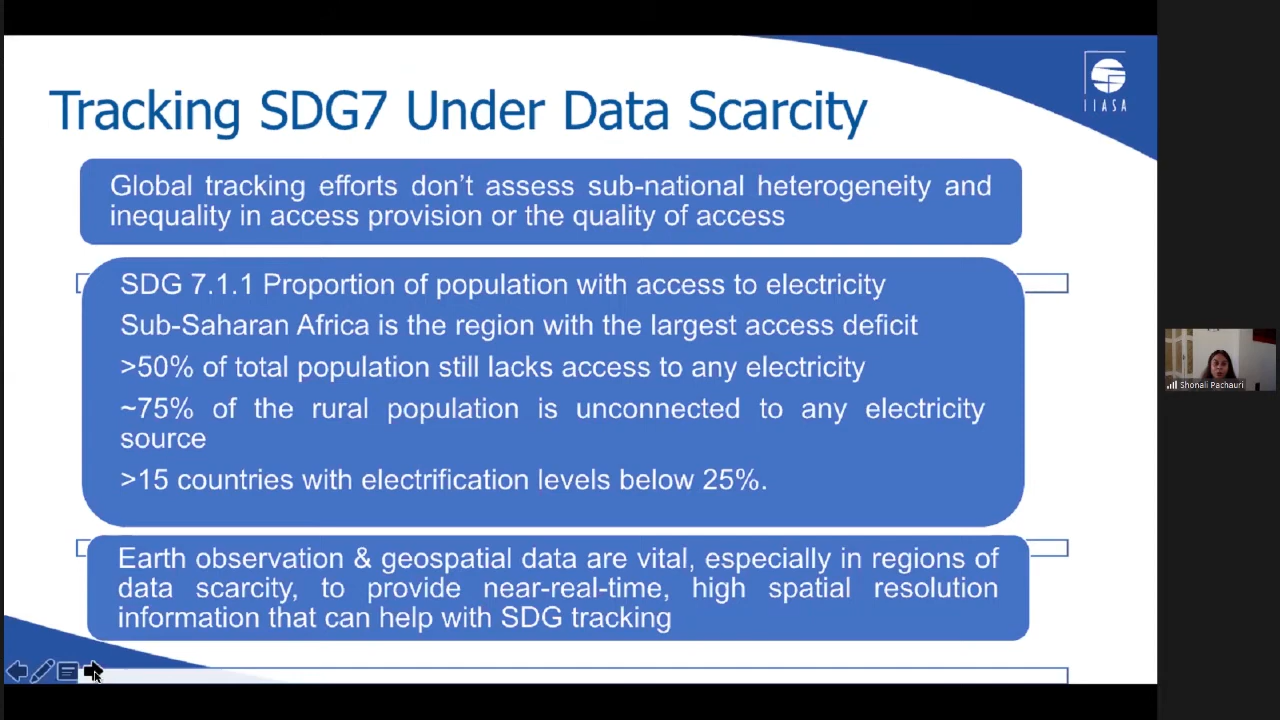 IIASA
Tracking SDG7 Under Data Scarcity
Global tracking efforts don't assess sub-national heterogeneity and
inequality in access provision or the quality of access
SDG 7.1.1 Proportion of population with access to electricity
Sub-Saharan Africa is the region with the largest access deficit
>50% of total population still lacks access to any electricity
~75% of the rural population is unconnected to any electricity
source
>15 countries with electrification levels below 25%.
Earth observation & geospatial data are vital, especially in regions of
data scarcity, to provide near-real-time, high spatial resolution
information that can help with SDG tracking
Shonali Pachauri